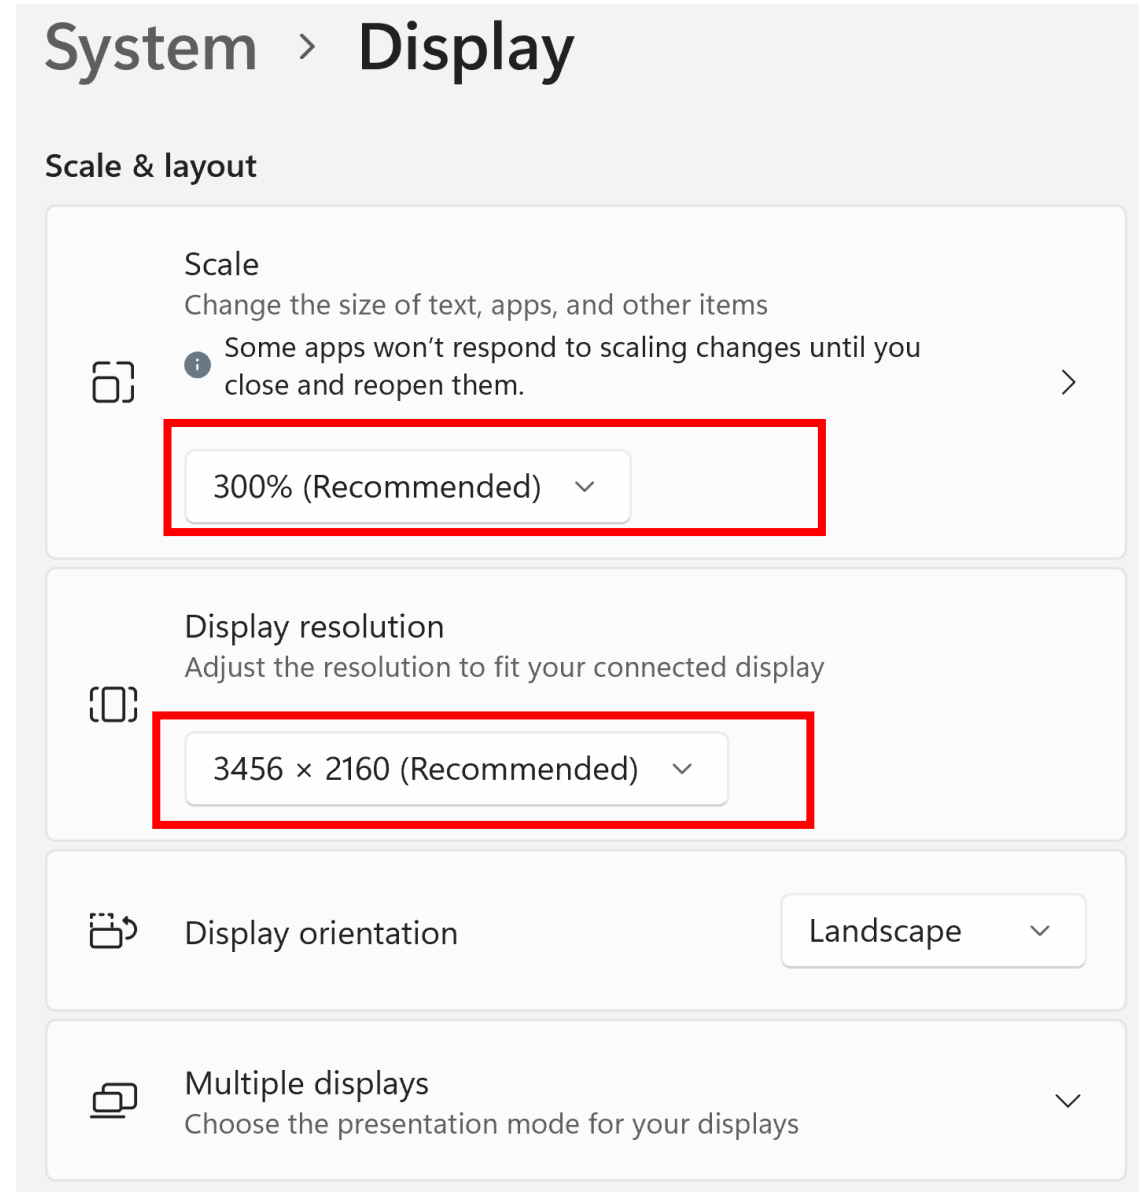 System > Display
Scale & layout
Scale
Change the size of text, apps, and other items
Some apps won’t respond to scaling changes until you
close and reopen them.
300% (Recommended)
Display resolution
Adjust the resolution to fit your connected display
3456 × 2160 (Recommended)
Display orientation
Landscape
Multiple displays
Choose the presentation mode for your displays